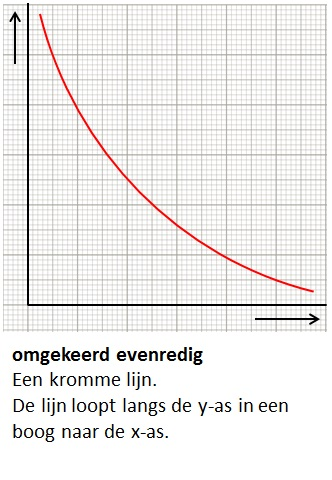 omgekeerd evenredig
Een kromme lijn.
De lijn loopt langs de y-as in een
boog naar de x-as.